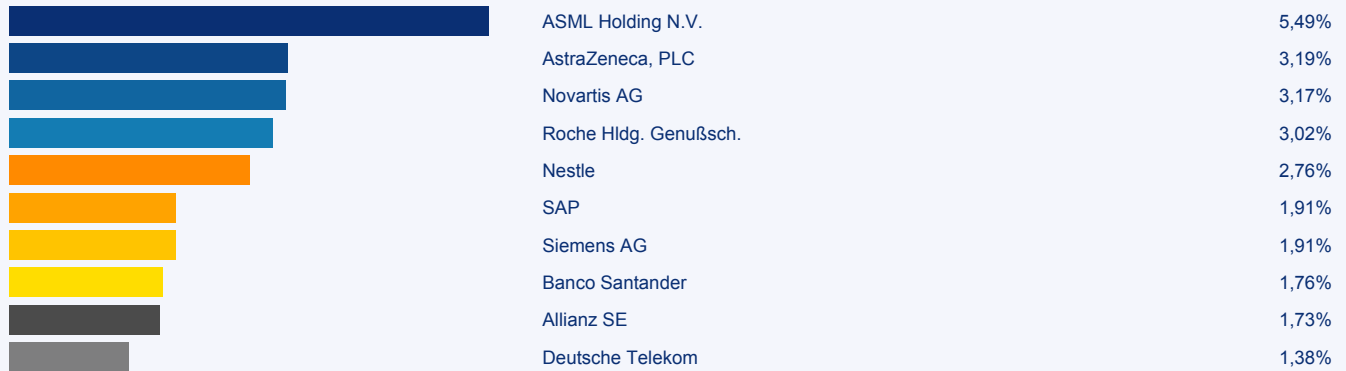 ASML Holding N.V. 5,49%
AstraZeneca, PLC 3,19%
Novartis AG 3,17%
Roche Hldg. Genußsch. 3,02%
Nestle 2,76%
SAP 1,91%
Siemens AG 1,91%
Banco Santander 1,76%
Allianz SE 1,73%
Deutsche Telekom 1,38%